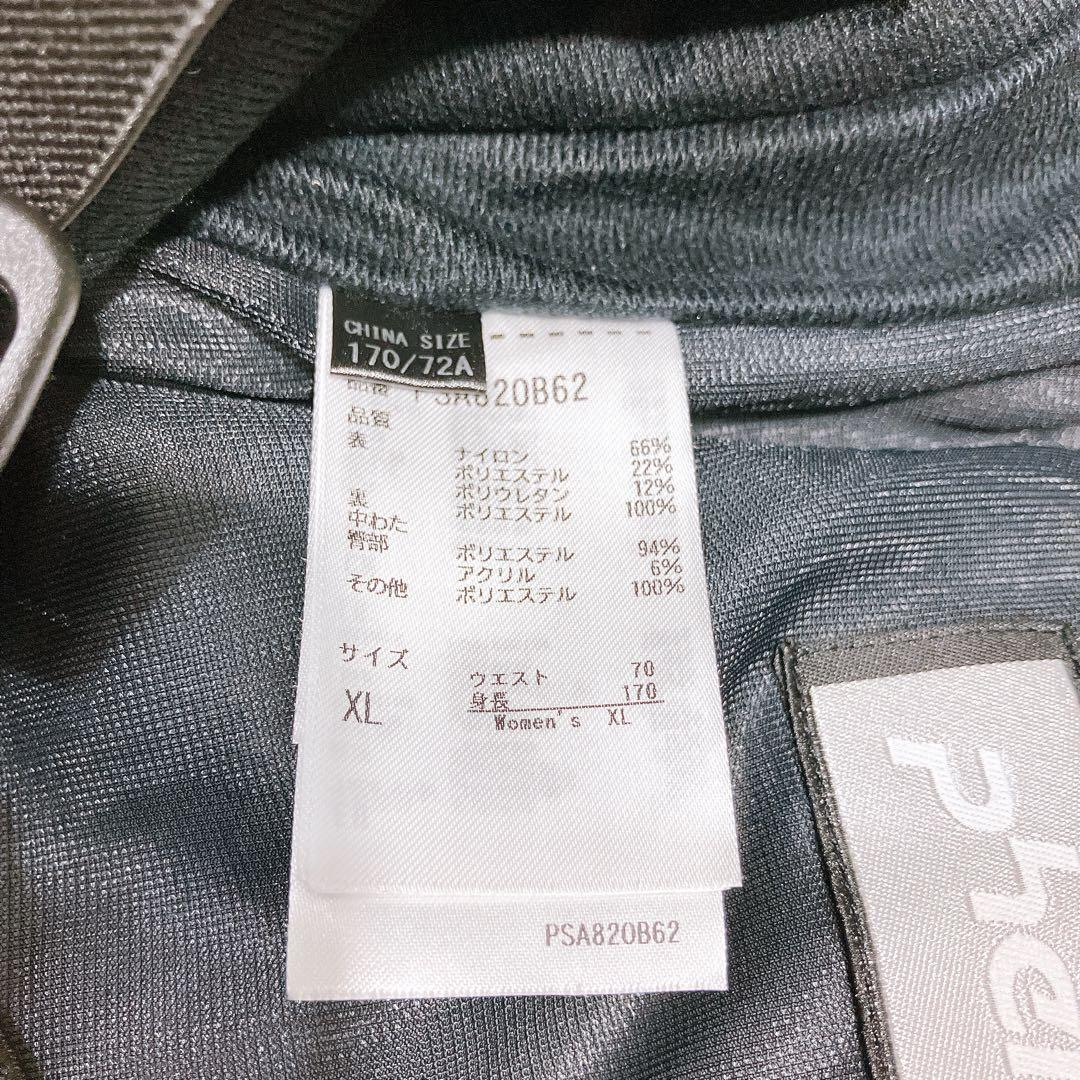 CHINA SIZE
170/72A
PSA820B62
品質
表
ナイロン 66%
ポリエステル 22%
ポリウレタン 12%
裏 ポリエステル 100%
中わた
臀部 ポリエステル 94%
アクリル 6%
その他 ポリエステル 100%
サイズ
ウエスト 70
XL 身長 170
Women's XL
PSA820B62
phe